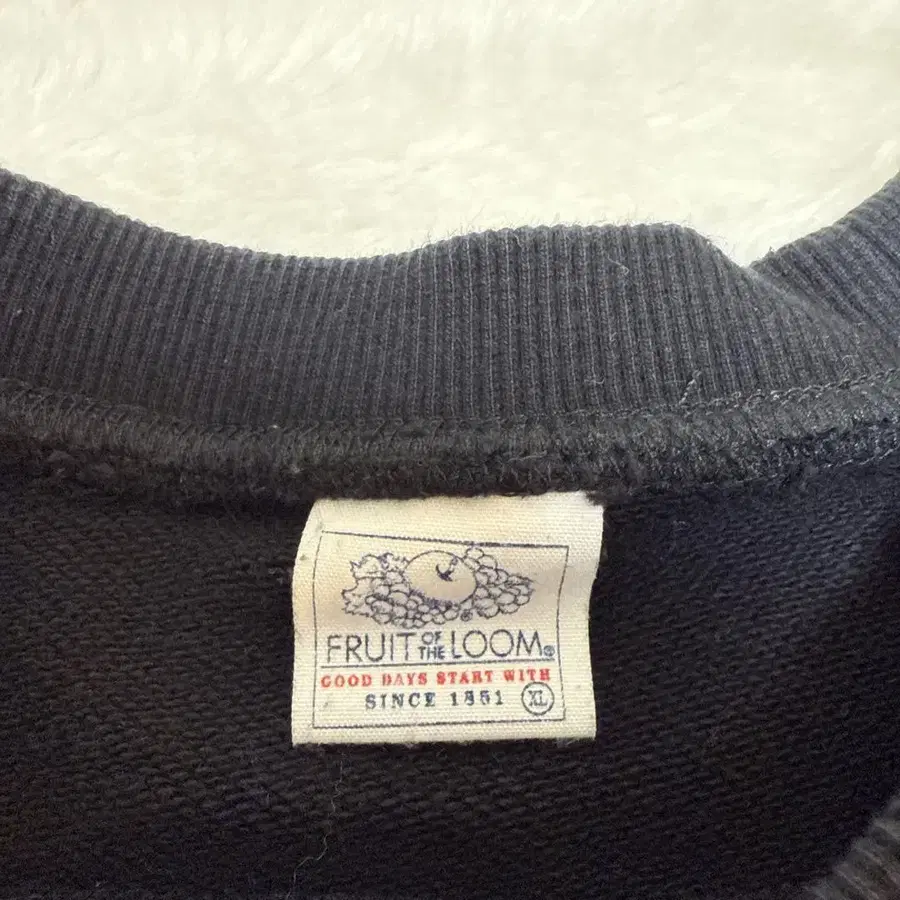 FRUIT OF THE LOOM®
GOOD DAYS START WITH
SINCE 1851 XL